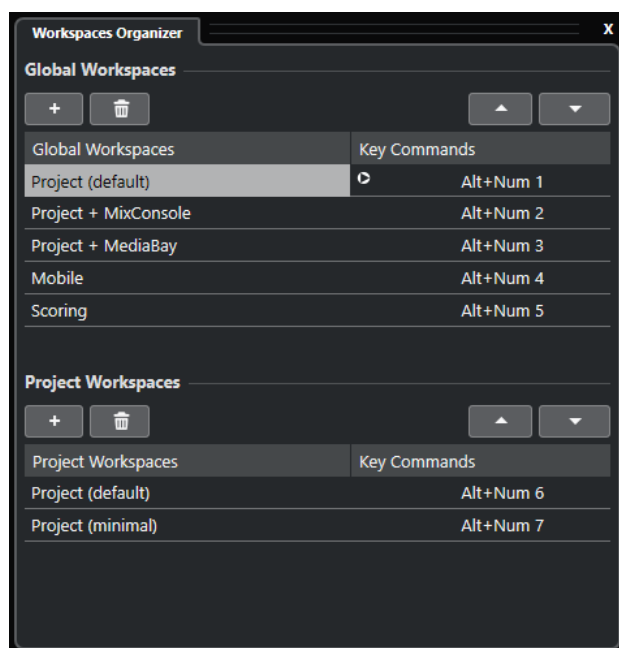 Workspaces Organizer X
Global Workspaces
Global Workspaces Key Commands
Project (default) Alt+Num 1
Project + MixConsole Alt+Num 2
Project + MediaBay Alt+Num 3
Mobile Alt+Num 4
Scoring Alt+Num 5
Project Workspaces
Project Workspaces Key Commands
Project (default) Alt+Num 6
Project (minimal) Alt+Num 7